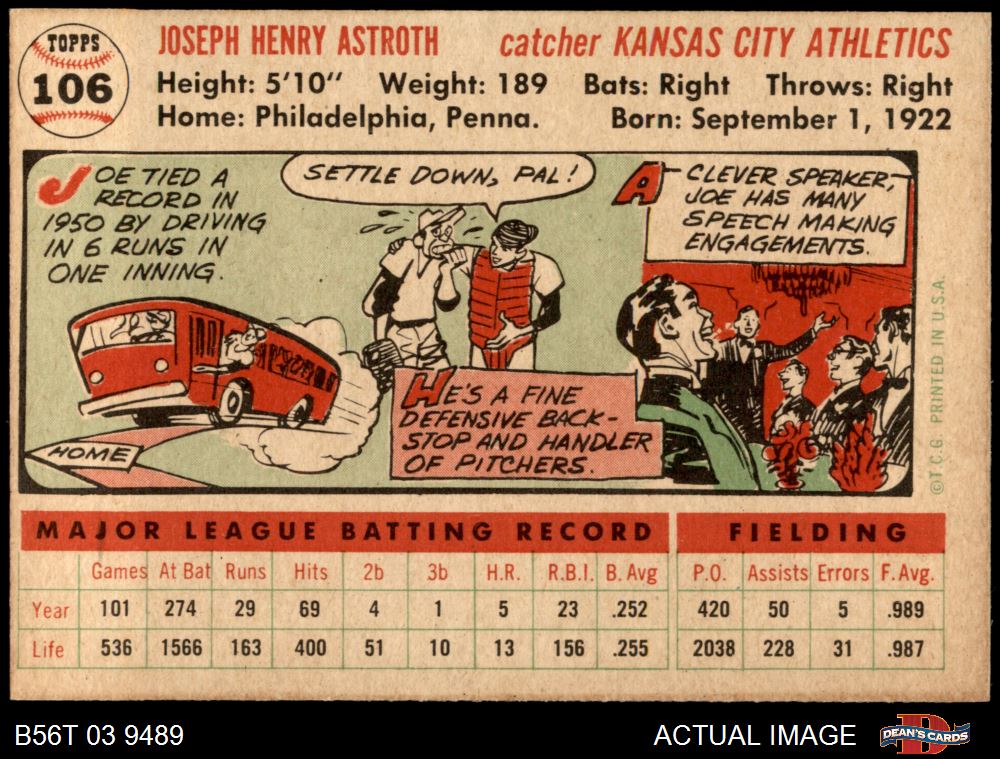 TOPPS
106
JOSEPH HENRY ASTROTH catcher KANSAS CITY ATHLETICS
Height: 5'10" Weight: 189 Bats: Right Throws: Right
Home: Philadelphia, Penna. Born: September 1, 1922
JOE TIED A
RECORD IN
1950 BY DRIVING
IN 6 RUNS IN
ONE INNING.
HOME
SETTLE DOWN, PAL!
HE'S A FINE
DEFENSIVE BACK-
STOP AND HANDLER
OF PITCHERS.
A CLEVER SPEAKER,
JOE HAS MANY
SPEECH MAKING
ENGAGEMENTS.
© T.C.G. PRINTED IN U.S.A.
MAJOR LEAGUE BATTING RECORD FIELDING
Games At Bat Runs Hits 2b 3b H.R. R.B.I. B. Avg P.O. Assists Errors F. Avg.
Year 101 274 29 69 4 1 5 23 .252 420 50 5 .989
Life 536 1566 163 400 51 10 13 156 .255 2038 228 31 .987
B56T 03 9489 ACTUAL IMAGE DEAN'S CARDS